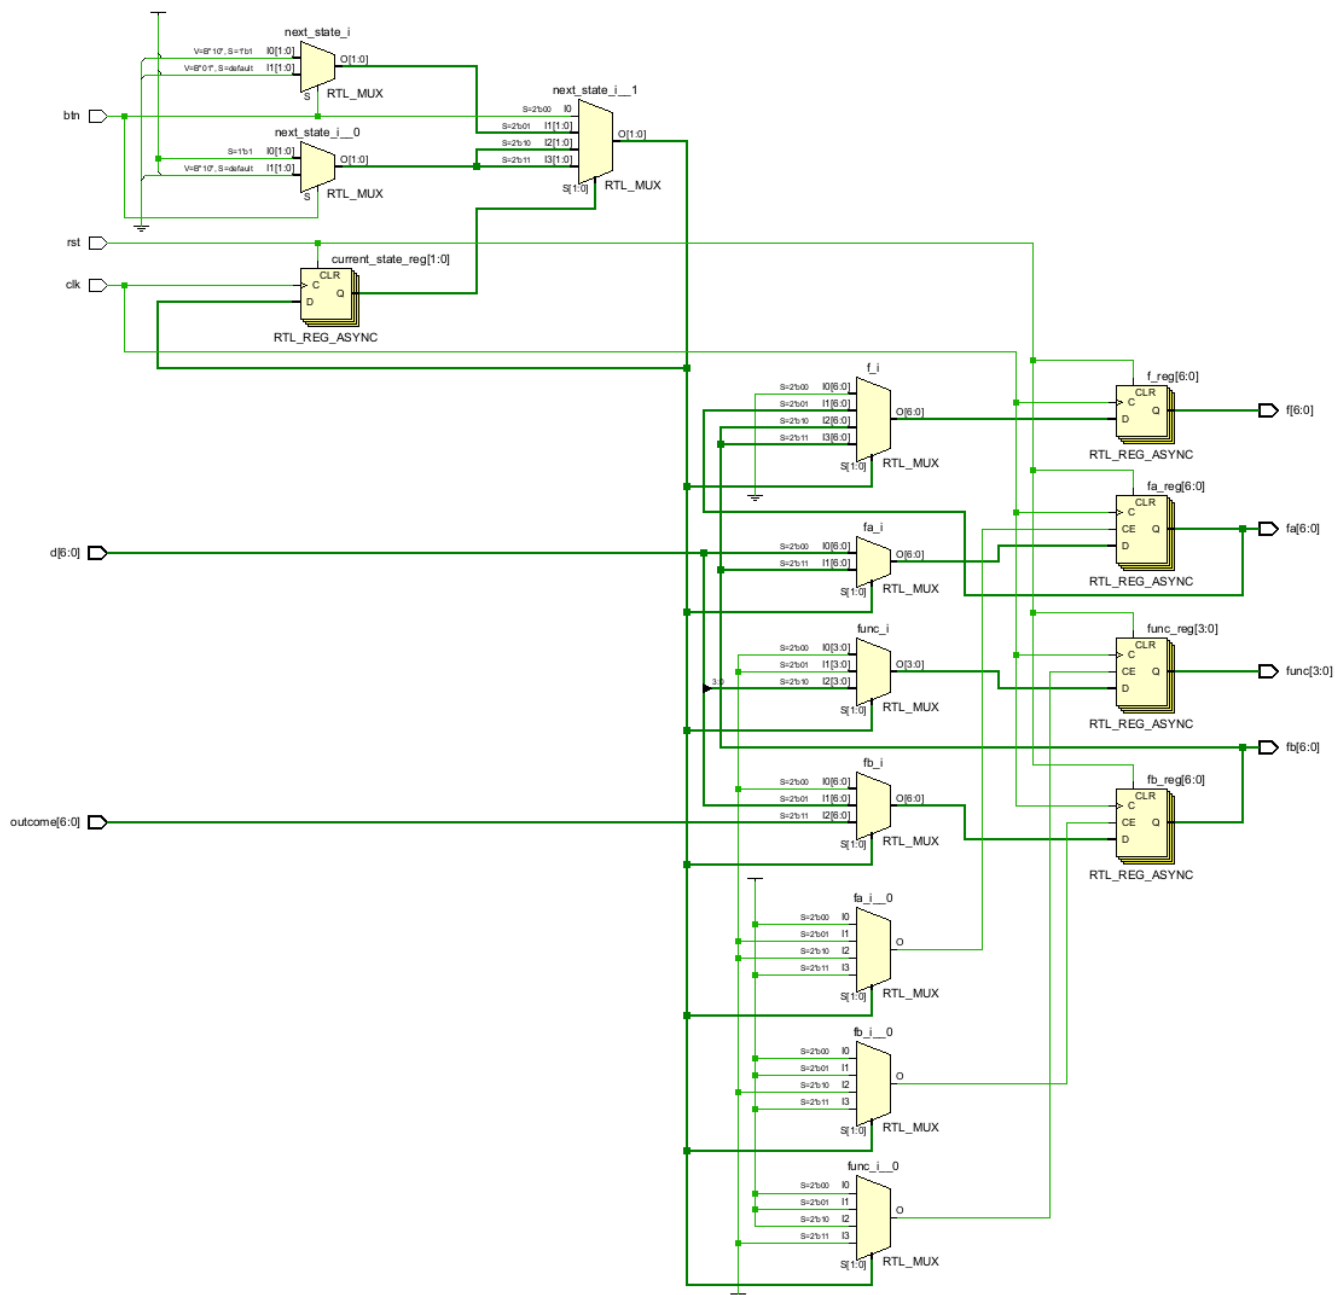 next_state_i
V=B"10", S=1'b1 I0[1:0]
V=B"01", S=default I1[1:0]
O[1:0]
S
RTL_MUX
btn
next_state_i__0
S=1'b1 I0[1:0]
V=B"10", S=default I1[1:0]
O[1:0]
S
RTL_MUX
next_state_i__1
S=2'b00 I0
S=2'b01 I1[1:0]
S=2'b10 I2[1:0]
S=2'b11 I3[1:0]
O[1:0]
S[1:0]
RTL_MUX
rst
clk
current_state_reg[1:0]
CLR
C
Q
D
RTL_REG_ASYNC
f_i
S=2'b00 I0[6:0]
S=2'b01 I1[6:0]
S=2'b10 I2[6:0]
S=2'b11 I3[6:0]
O[6:0]
S[1:0]
RTL_MUX
f_reg[6:0]
CLR
C
Q
D
RTL_REG_ASYNC
f[6:0]
fa_reg[6:0]
CLR
C
CE
Q
D
RTL_REG_ASYNC
fa[6:0]
d[6:0]
fa_i
S=2'b00 I0[6:0]
S=2'b11 I1[6:0]
O[6:0]
S[1:0]
RTL_MUX
func_i
S=2'b00 I0[3:0]
S=2'b01 I1[3:0]
3:0
S=2'b10 I2[3:0]
O[3:0]
S[1:0]
RTL_MUX
func_reg[3:0]
CLR
C
CE
Q
D
RTL_REG_ASYNC
func[3:0]
fb[6:0]
outcome[6:0]
fb_i
S=2'b00 I0[6:0]
S=2'b01 I1[6:0]
S=2'b11 I2[6:0]
O[6:0]
S[1:0]
RTL_MUX
fb_reg[6:0]
CLR
C
CE
Q
D
RTL_REG_ASYNC
fa_i__0
S=2'b00 I0
S=2'b01 I1
S=2'b10 I2
S=2'b11 I3
O
S[1:0]
RTL_MUX
fb_i__0
S=2'b00 I0
S=2'b01 I1
S=2'b10 I2
S=2'b11 I3
O
S[1:0]
RTL_MUX
func_i__0
S=2'b00 I0
S=2'b01 I1
S=2'b10 I2
S=2'b11 I3
O
S[1:0]
RTL_MUX